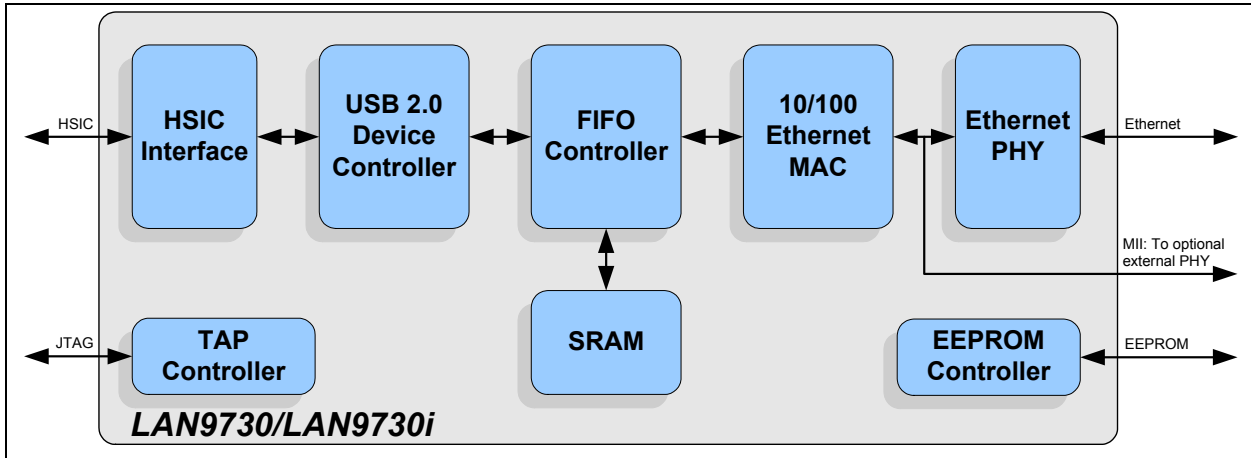 HSIC
HSIC
Interface
USB 2.0
Device
Controller
FIFO
Controller
10/100
Ethernet
MAC
Ethernet
PHY
Ethernet
MII: To optional
external PHY
SRAM
JTAG
TAP
Controller
EEPROM
Controller
EEPROM
LAN9730/LAN9730i